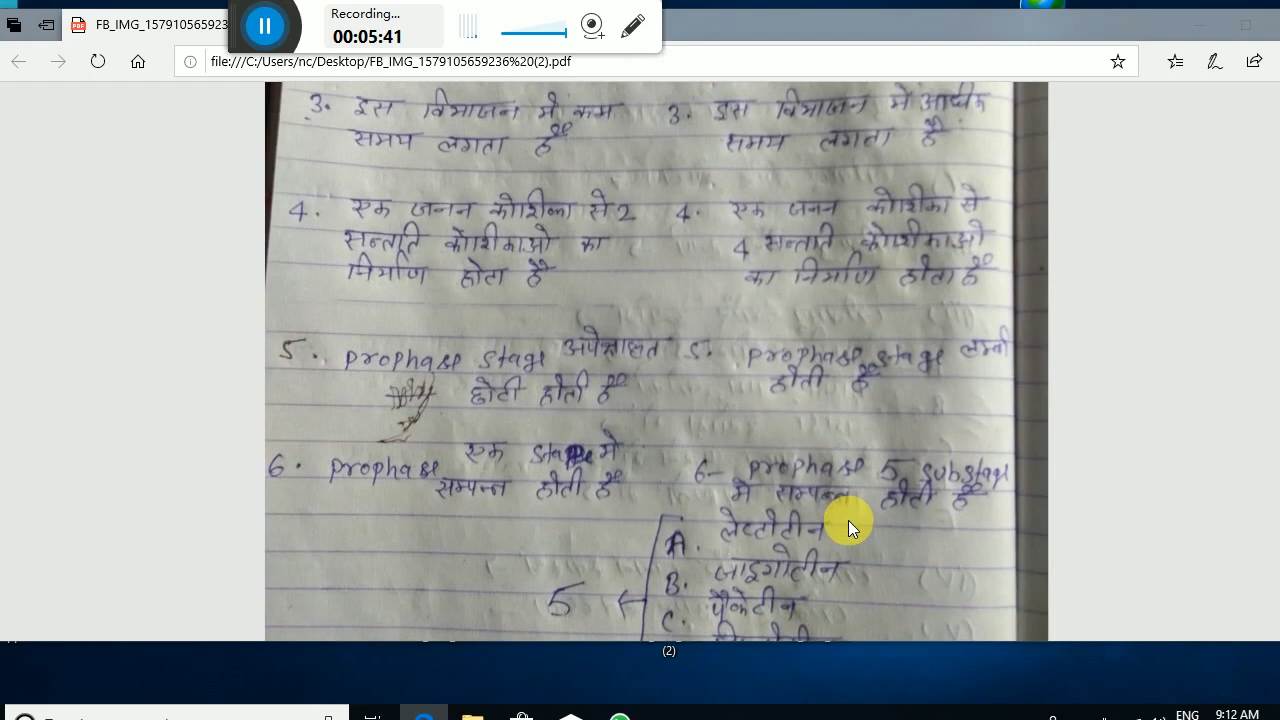 Recording...
00:05:41
FB_IMG_157910565923
file:///C:/Users/nc/Desktop/FB_IMG_1579105659236%20(2).pdf
3. इस विभाजन मे कम
समय लगता है
3. इस विभाजन मे अधिक
समय लगता है
4. एक जनन कोशिका से 2
सन्तति कोशिकाओ का
निर्माण होता है
4. एक जनन कोशिका से
4 सन्तति कोशिकाओ
का निर्माण होता है
5. prophase stage अपेक्षाकृत
छोटी होती है
5. prophase stage लम्बी
होती है
6. prophase एक stage मे
सम्पन्न होती है
6- prophase 5 substage
मे सम्पन्न होती है
A. लेप्टोटीन
B. जाइगोटीन
5 ← C. पैकेटीन
(2)
ENG 9:12 AM